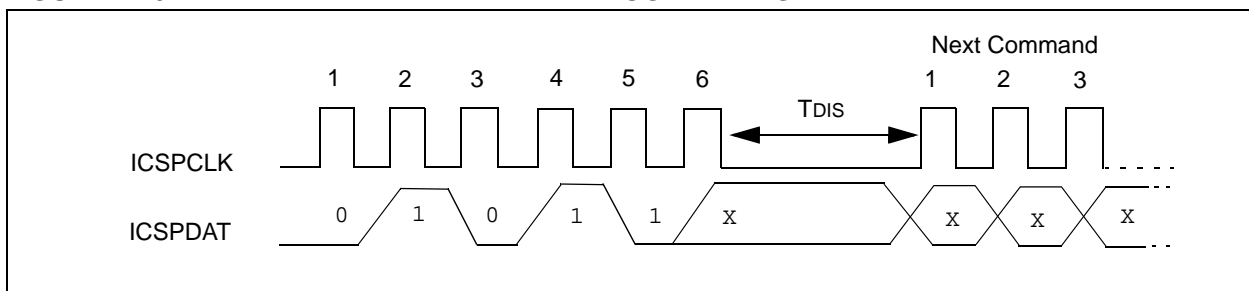 Next Command
1 2 3 4 5 6 1 2 3
TDIS
ICSPCLK
ICSPDAT 0 1 0 1 1 x x x x